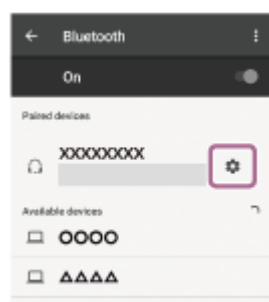 Bluetooth
On
Paired devices
XXXXXXXX
Available devices
OOOO
ΔΔΔΔ